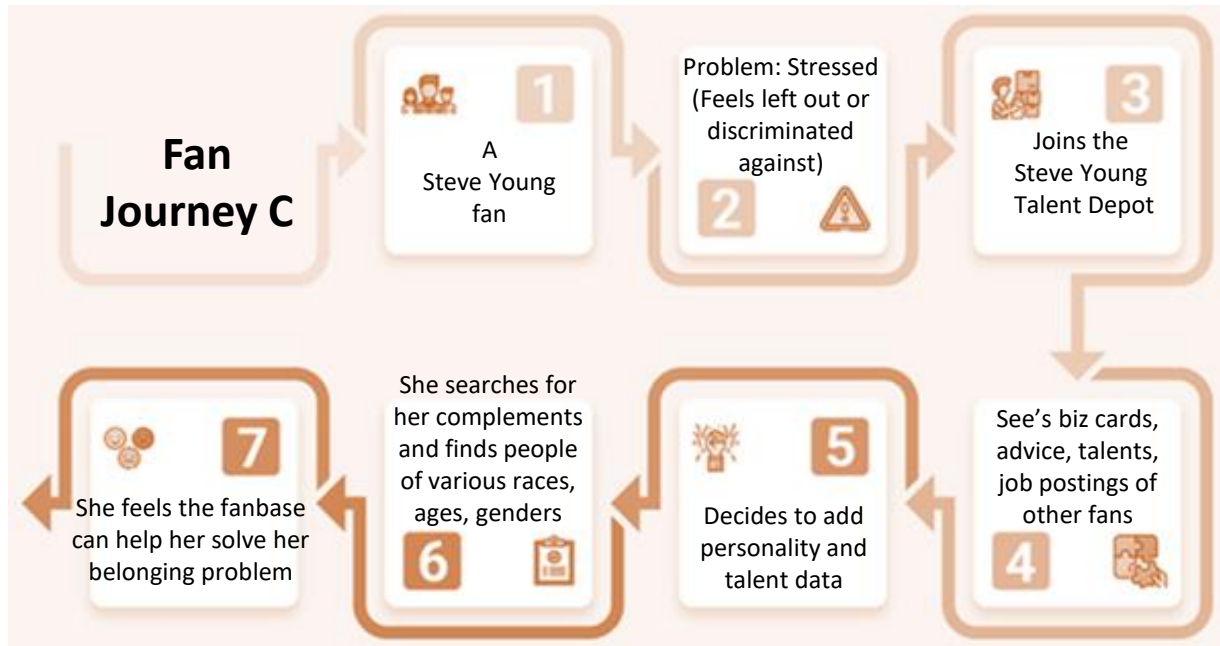 Fan
Journey C
1
A
Steve Young
fan
Problem: Stressed
(Feels left out or
discriminated
against)
2
3
Joins the
Steve Young
Talent Depot
See's biz cards,
advice, talents,
job postings of
other fans
4
5
Decides to add
personality and
talent data
She searches for
her complements
and finds people
of various races,
ages, genders
6
7
She feels the fanbase
can help her solve her
belonging problem